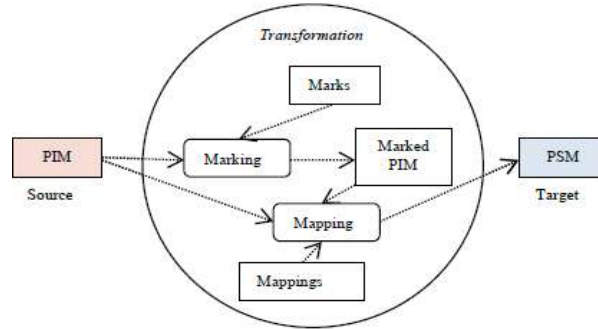 Transformation
Marks
PIM
Marking
Marked
PIM
PSM
Source
Target
Mapping
Mappings